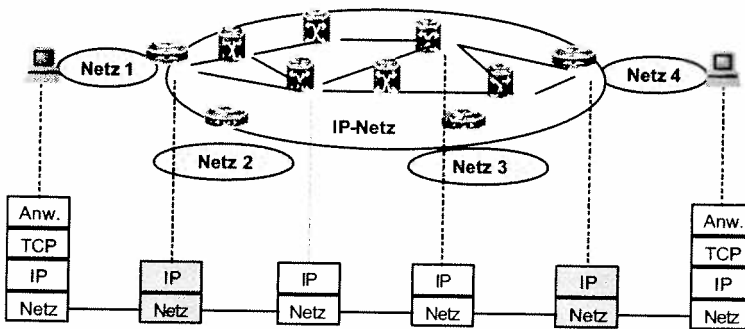 Netz 1
Netz 4
IP-Netz
Netz 2
Netz 3
Anw.
TCP
IP
Netz
IP
Netz
IP
Netz
IP
Netz
IP
Netz
Anw.
TCP
IP
Netz